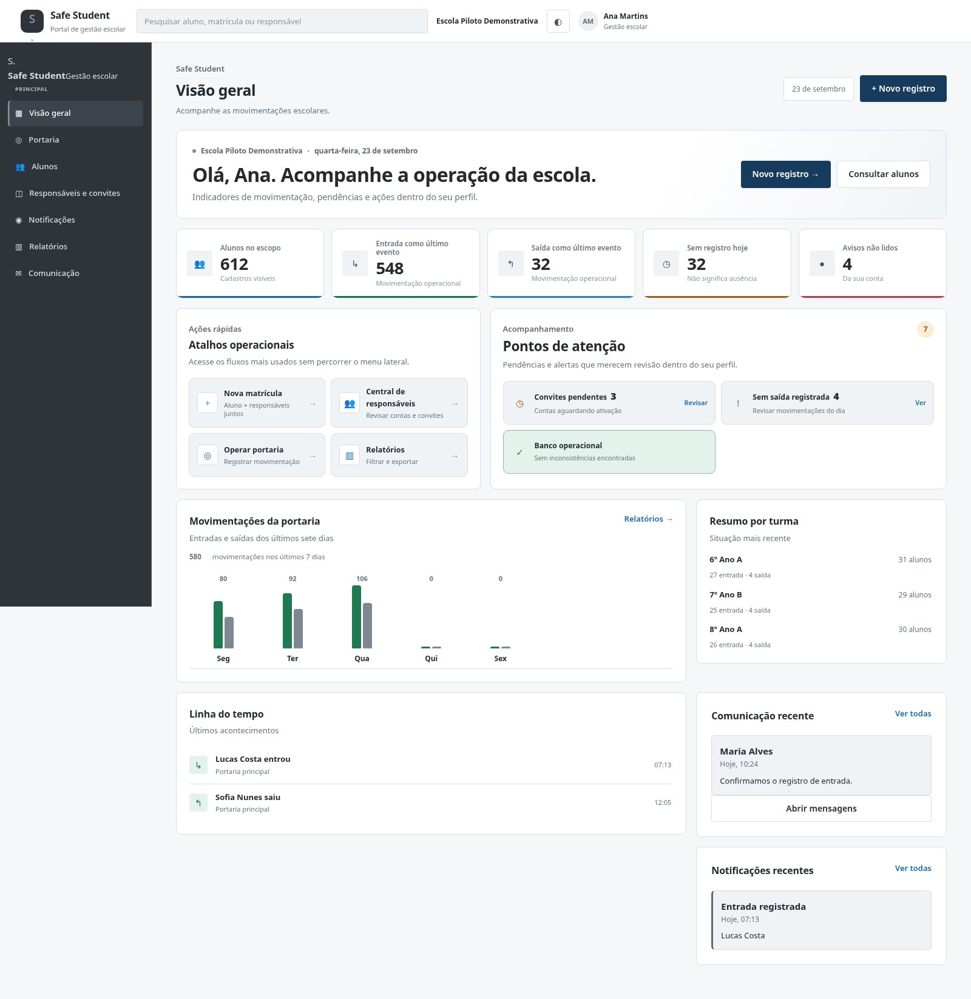 S
Safe Student
Portal de gestão escolar
Pesquisar aluno, matrícula ou responsável
Escola Piloto Demonstrativa
AM
Ana Martins
Gestão escolar
S.
Safe StudentGestão escolar
PRINCIPAL
Visão geral
Portaria
Alunos
Responsáveis e convites
Notificações
Relatórios
Comunicação
Safe Student
Visão geral
Acompanhe as movimentações escolares.
23 de setembro
+ Novo registro
Escola Piloto Demonstrativa · quarta-feira, 23 de setembro
Olá, Ana. Acompanhe a operação da escola.
Indicadores de movimentação, pendências e ações dentro do seu perfil.
Novo registro →
Consultar alunos
Alunos no escopo
612
Cadastros visíveis
Entrada como último
evento
548
Movimentação operacional
Saída como último evento
32
Movimentação operacional
Sem registro hoje
32
Não significa ausência
Avisos não lidos
4
Da sua conta
Ações rápidas
Atalhos operacionais
Acesse os fluxos mais usados sem percorrer o menu lateral.
+
Nova matrícula
Aluno + responsáveis
juntos
→
Central de
responsáveis
Revisar contas e convites
→
Operar portaria
Registrar movimentação
→
Relatórios
Filtrar e exportar
→
Acompanhamento
7
Pontos de atenção
Pendências e alertas que merecem revisão dentro do seu perfil.
Convites pendentes 3
Contas aguardando ativação
Revisar
!
Sem saída registrada 4
Revisar movimentações do dia
Ver
✓
Banco operacional
Sem inconsistências encontradas
Movimentações da portaria
Relatórios →
Entradas e saídas dos últimos sete dias
580 movimentações nos últimos 7 dias
80 92 106 0 0
Seg Ter Qua Qui Sex
Resumo por turma
Situação mais recente
6º Ano A 31 alunos
27 entrada · 4 saída
7º Ano B 29 alunos
25 entrada · 4 saída
8º Ano A 30 alunos
26 entrada · 4 saída
Linha do tempo
Últimos acontecimentos
Lucas Costa entrou
Portaria principal
07:13
Sofia Nunes saiu
Portaria principal
12:05
Comunicação recente
Ver todas
Maria Alves
Hoje, 10:24
Confirmamos o registro de entrada.
Abrir mensagens
Notificações recentes
Ver todas
Entrada registrada
Hoje, 07:13
Lucas Costa